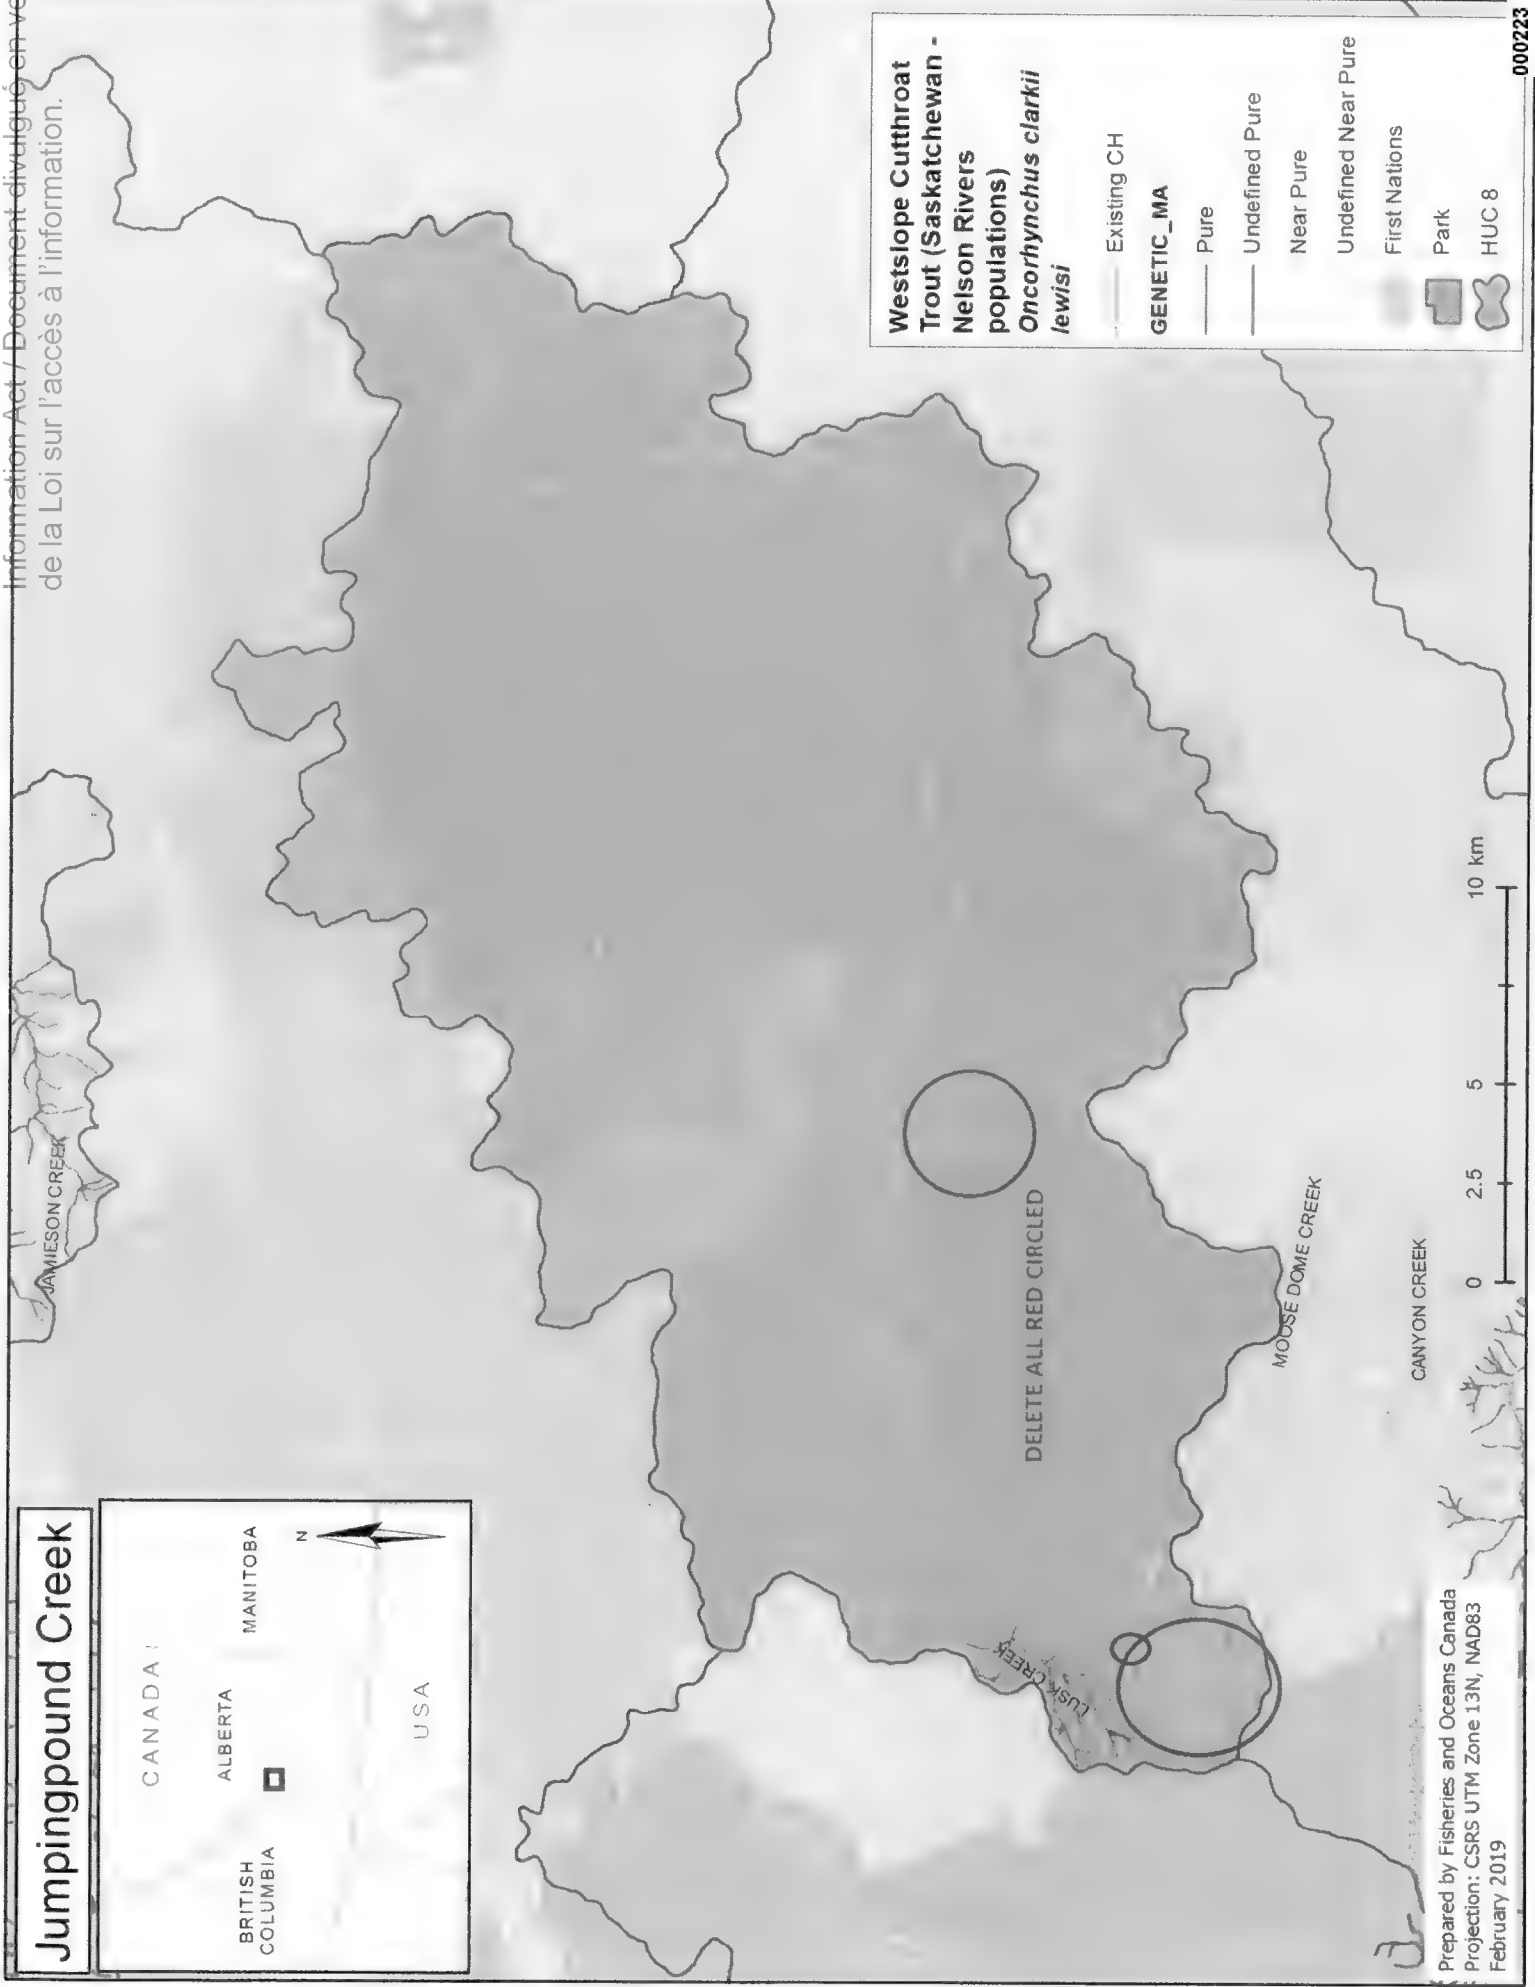 Information Act / Document divulgué en ve
de la Loi sur l'accès à l'information.
Jumpingpound Creek
CANADA
ALBERTA
MANITOBA
BRITISH
COLUMBIA
USA
N
JAMIESON CREEK
LUSK CREEK
DELETE ALL RED CIRCLED
MOOSE DOME CREEK
CANYON CREEK
0 2.5 5 10 km
Westslope Cutthroat
Trout (Saskatchewan -
Nelson Rivers
populations)
Oncorhynchus clarkii
lewisi
Existing CH
GENETIC_MA
Pure
Undefined Pure
Near Pure
Undefined Near Pure
First Nations
Park
HUC 8
Prepared by Fisheries and Oceans Canada
Projection: CSRS UTM Zone 13N, NAD83
February 2019
000223